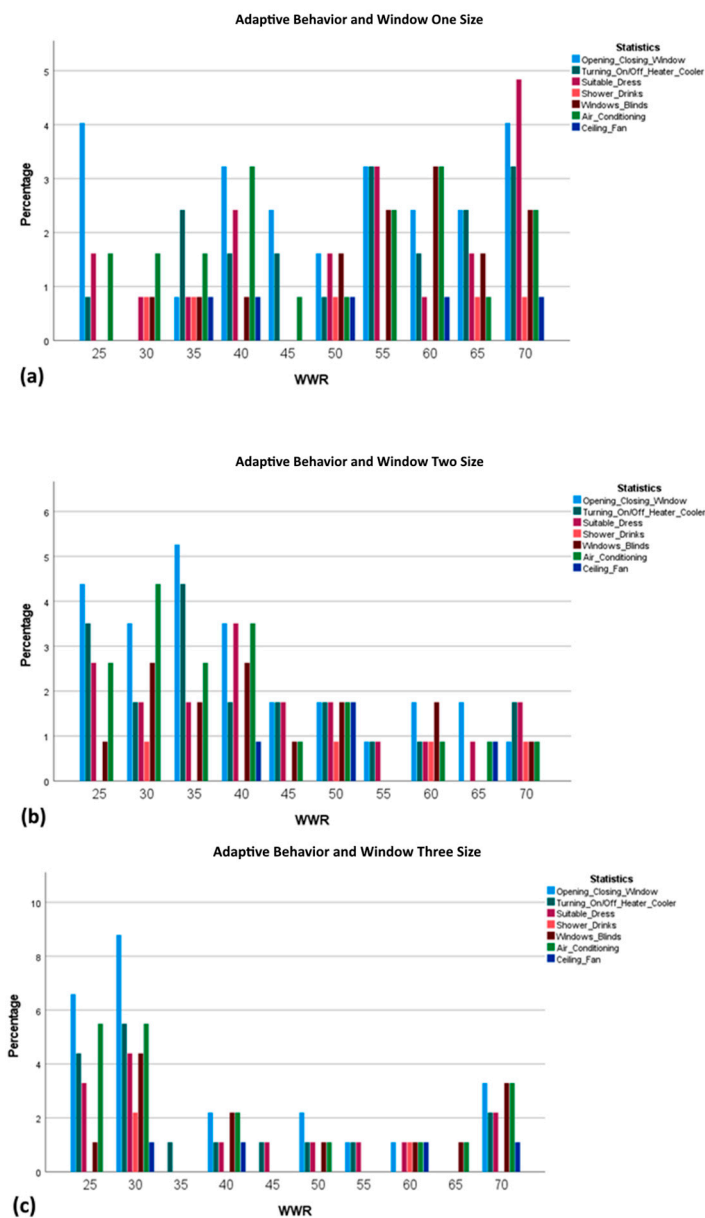 Adaptive Behavior and Window One Size
Statistics
Opening_Closing_Window
Turning_On/Off_Heater_Cooler
Suitable_Dress
Shower_Drinks
Windows_Blinds
Air_Conditioning
Ceiling_Fan
Percentage
5
4
3
2
1
0
25 30 35 40 45 50 55 60 65 70
WWR
(a)
Adaptive Behavior and Window Two Size
Statistics
Opening_Closing_Window
Turning_On/Off_Heater_Cooler
Suitable_Dress
Shower_Drinks
Windows_Blinds
Air_Conditioning
Ceiling_Fan
Percentage
6
5
4
3
2
1
0
25 30 35 40 45 50 55 60 65 70
WWR
(b)
Adaptive Behavior and Window Three Size
Statistics
Opening_Closing_Window
Turning_On/Off_Heater_Cooler
Suitable_Dress
Shower_Drinks
Windows_Blinds
Air_Conditioning
Ceiling_Fan
Percentage
10
8
6
4
2
0
25 30 35 40 45 50 55 60 65 70
WWR
(c)